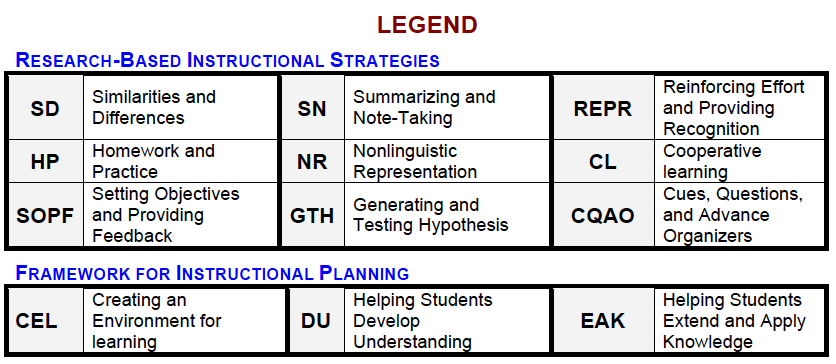 LEGEND
RESEARCH-BASED INSTRUCTIONAL STRATEGIES
SD
Similarities and
Differences
SN
Summarizing and
Note-Taking
REPR
Reinforcing Effort
and Providing
Recognition
HP
Homework and
Practice
NR
Nonlinguistic
Representation
CL
Cooperative
learning
SOPF
Setting Objectives
and Providing
Feedback
GTH
Generating and
Testing Hypothesis
CQAO
Cues, Questions,
and Advance
Organizers
FRAMEWORK FOR INSTRUCTIONAL PLANNING
CEL
Creating an
Environment for
learning
DU
Helping Students
Develop
Understanding
EAK
Helping Students
Extend and Apply
Knowledge